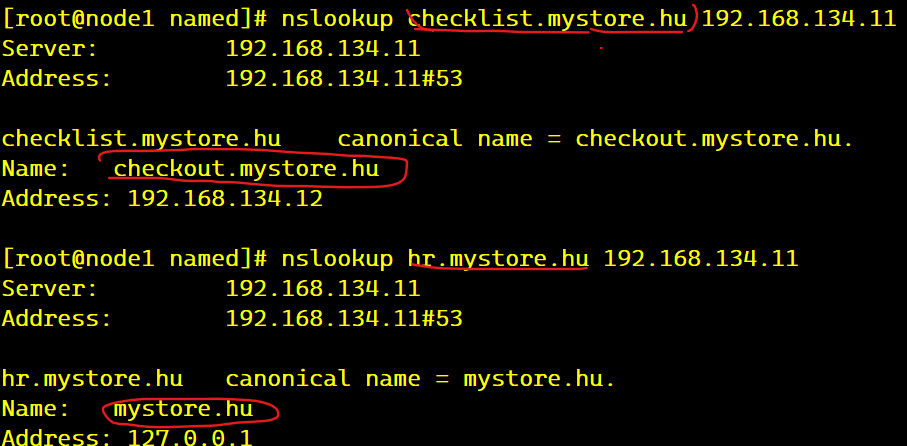 [root@node1 named]# nslookup checklist.mystore.hu 192.168.134.11
Server:         192.168.134.11
Address:        192.168.134.11#53
checklist.mystore.hu    canonical name = checkout.mystore.hu.
Name:   checkout.mystore.hu
Address: 192.168.134.12
[root@node1 named]# nslookup hr.mystore.hu 192.168.134.11
Server:         192.168.134.11
Address:        192.168.134.11#53
hr.mystore.hu   canonical name = mystore.hu.
Name:   mystore.hu
Address: 127.0.0.1